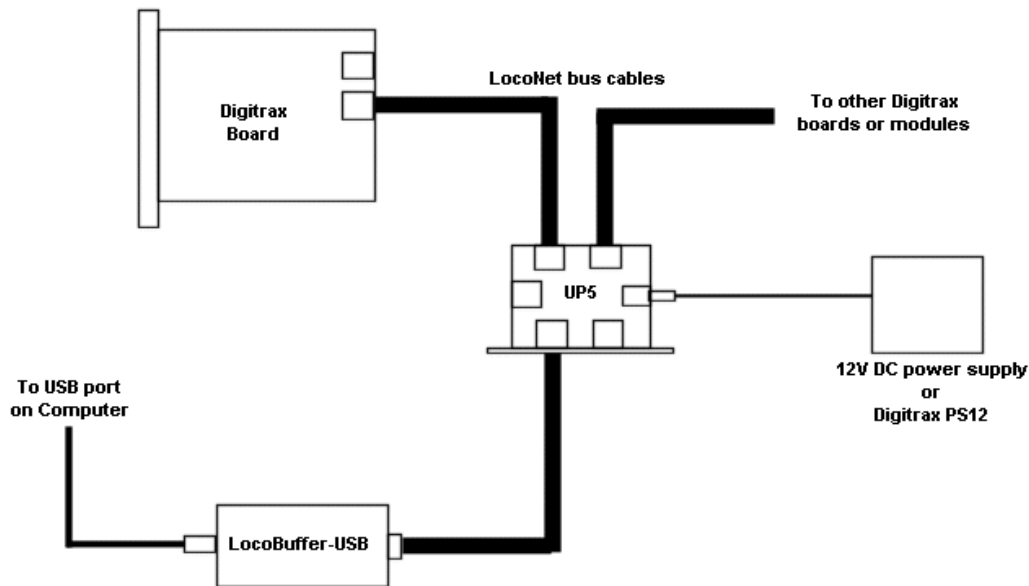 LocoNet bus cables
To other Digitrax
boards or modules
Digitrax
Board
UP5
12V DC power supply
or
Digitrax PS12
To USB port
on Computer
LocoBuffer-USB